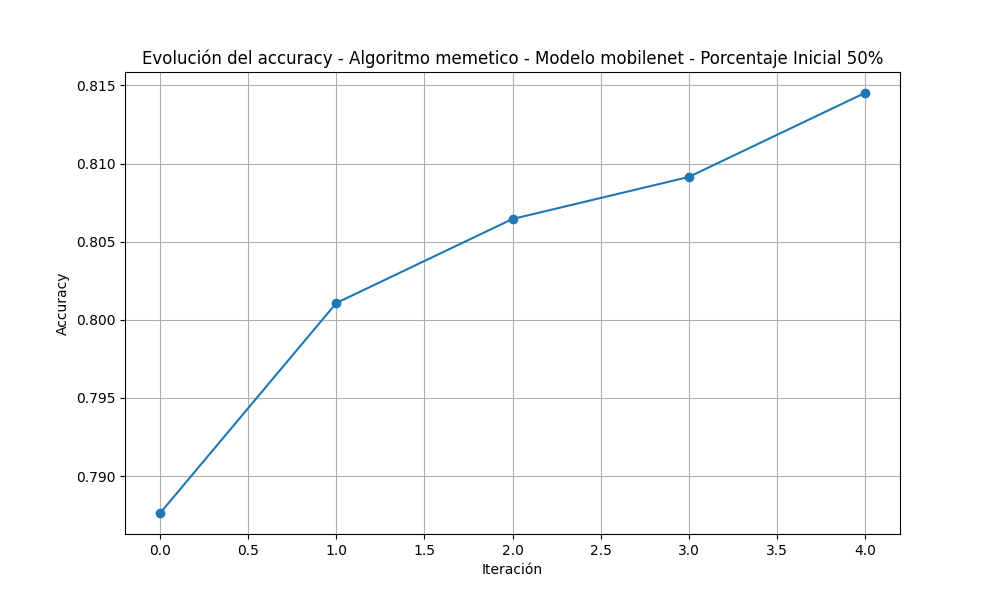 Evolución del accuracy - Algoritmo memetico - Modelo mobilenet - Porcentaje Inicial 50%
0.815
0.810
0.805
0.800
0.795
0.790
Accuracy
0.0 0.5 1.0 1.5 2.0 2.5 3.0 3.5 4.0
Iteración